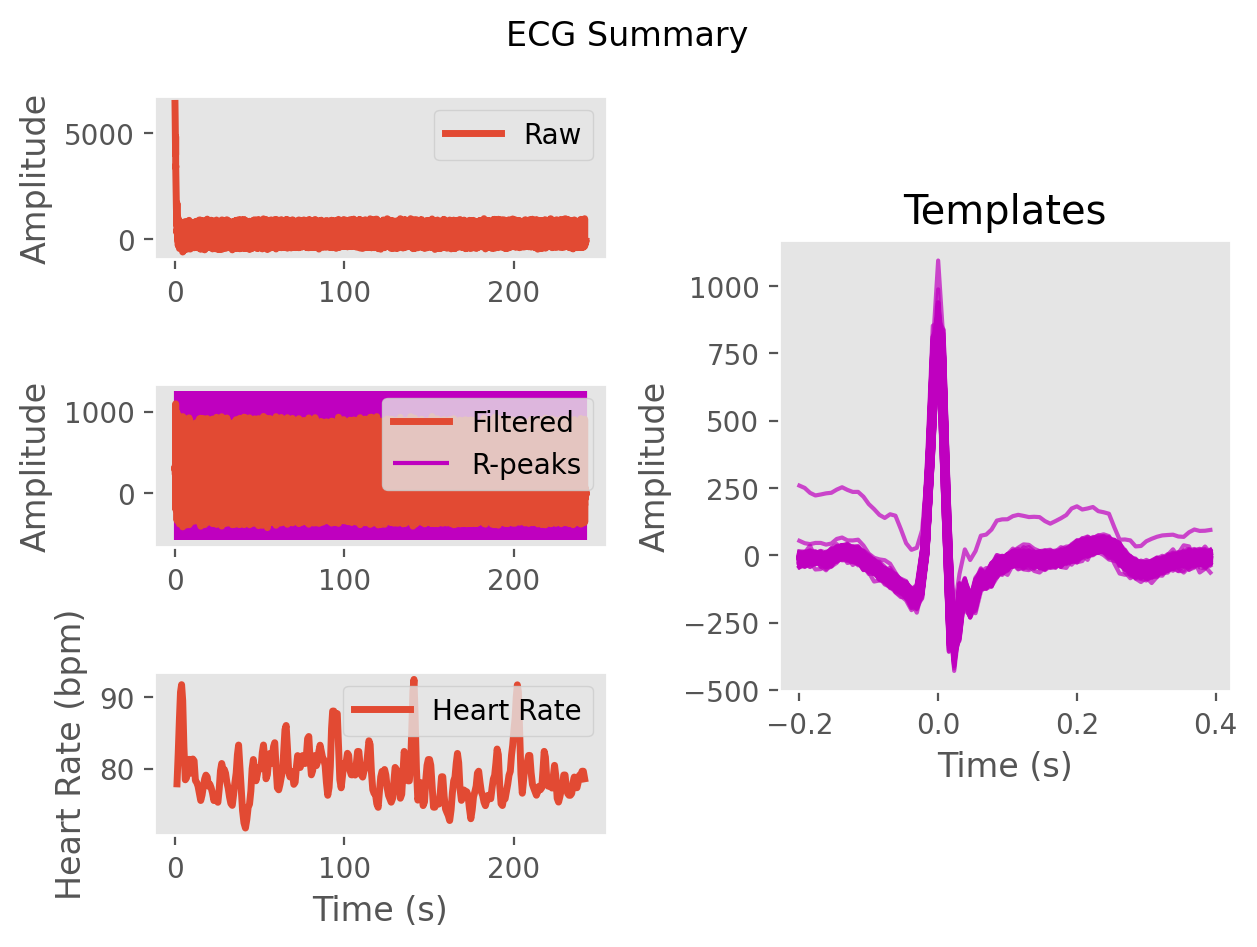 ECG Summary
Amplitude
5000
0
Raw
0
100
200
Amplitude
1000
0
Filtered
R-peaks
0
100
200
Heart Rate (bpm)
90
80
Heart Rate
0
100
200
Time (s)
Templates
Amplitude
1000
750
500
250
0
−250
−500
−0.2
0.0
0.2
0.4
Time (s)